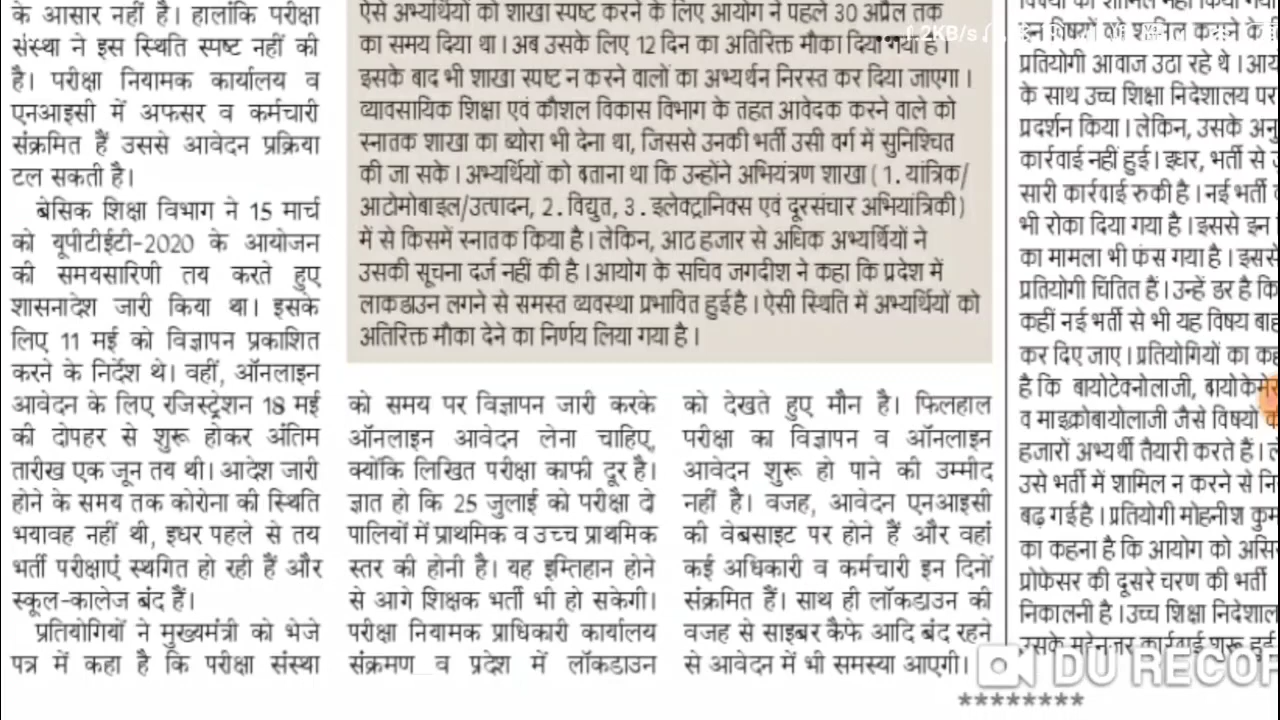 के आसार नहीं है। हालांकि परीक्षा
संस्था ने इस स्थिति स्पष्ट नहीं की
है। परीक्षा नियामक कार्यालय व
एनआइसी में अफसर व कर्मचारी
संक्रमित हैं उससे आवेदन प्रक्रिया
टल सकती है।
बेसिक शिक्षा विभाग ने 15 मार्च
को यूपीटीईटी-2020 के आयोजन
की समयसारिणी तय करते हुए
शासनादेश जारी किया था। इसके
लिए 11 मई को विज्ञापन प्रकाशित
करने के निर्देश थे। वहीं, ऑनलाइन
आवेदन के लिए रजिस्ट्रेशन 18 मई
की दोपहर से शुरू होकर अंतिम
तारीख एक जून तय थी। आदेश जारी
होने के समय तक कोरोना की स्थिति
भयावह नहीं थी, इधर पहले से तय
भर्ती परीक्षाएं स्थगित हो रही हैं और
स्कूल-कालेज बंद हैं।
प्रतियोगियों ने मुख्यमंत्री को भेजे
पत्र में कहा है कि परीक्षा संस्था
ऐसे अभ्यर्थियों को शाखा स्पष्ट करने के लिए आयोग ने पहले 30 अप्रैल तक
का समय दिया था। अब उसके लिए 12 दिन का अतिरिक्त मौका दिया गया है।
इसके बाद भी शाखा स्पष्ट न करने वालों का अभ्यर्थन निरस्त कर दिया जाएगा।
व्यावसायिक शिक्षा एवं कौशल विकास विभाग के तहत आवेदक करने वाले को
स्नातक शाखा का ब्योरा भी देना था, जिससे उनकी भर्ती उसी वर्ग में सुनिश्चित
की जा सके। अभ्यर्थियों को बताना था कि उन्होंने अभियंत्रण शाखा (1. यांत्रिक/
आटोमोबाइल/उत्पादन, 2. विद्युत, 3. इलेक्ट्रानिक्स एवं दूरसंचार अभियांत्रिकी)
में से किसमें स्नातक किया है। लेकिन, आठ हजार से अधिक अभ्यर्थियों ने
उसकी सूचना दर्ज नहीं की है। आयोग के सचिव जगदीश ने कहा कि प्रदेश में
लाकडाउन लगने से समस्त व्यवस्था प्रभावित हुई है। ऐसी स्थिति में अभ्यर्थियों को
अतिरिक्त मौका देने का निर्णय लिया गया है।
को समय पर विज्ञापन जारी करके
ऑनलाइन आवेदन लेना चाहिए,
क्योंकि लिखित परीक्षा काफी दूर है।
ज्ञात हो कि 25 जुलाई को परीक्षा दो
पालियों में प्राथमिक व उच्च प्राथमिक
स्तर की होनी है। यह इम्तिहान होने
से आगे शिक्षक भर्ती भी हो सकेगी।
परीक्षा नियामक प्राधिकारी कार्यालय
संक्रमण व प्रदेश में लॉकडाउन
को देखते हुए मौन है। फिलहाल
परीक्षा का विज्ञापन व ऑनलाइन
आवेदन शुरू हो पाने की उम्मीद
नहीं है। वजह, आवेदन एनआइसी
की वेबसाइट पर होने हैं और वहां
कई अधिकारी व कर्मचारी इन दिनों
संक्रमित हैं। साथ ही लॉकडाउन की
वजह से साइबर कैफे आदि बंद रहने
से आवेदन में भी समस्या आएगी।
इन विषयों को शामिल करने के
प्रतियोगी आवाज उठा रहे थे। आय
के साथ उच्च शिक्षा निदेशालय पर
प्रदर्शन किया। लेकिन, उसके अनु
कार्रवाई नहीं हुई। इधर, भर्ती से
सारी कार्रवाई रुकी है। नई भर्ती
भी रोका दिया गया है। इससे इन
का मामला भी फंस गया है। इससे
प्रतियोगी चिंतित हैं। उन्हें डर है कि
कहीं नई भर्ती से भी यह विषय बाह
कर दिए जाए। प्रतियोगियों का कह
है कि बायोटेक्नोलाजी, बायोकेम
व माइक्रोबायोलाजी जैसे विषयो
हजारों अभ्यर्थी तैयारी करते हैं।
उसे भर्ती में शामिल न करने से नि
बढ़ गई है। प्रतियोगी मोहनीश कुम
का कहना है कि आयोग को असि
प्रोफेसर की दूसरे चरण की भर्ती
निकालनी है। उच्च शिक्षा निदेशाल
उसके मद्देनजर कार्रवाई शुरू हुई
DU RECOR
********